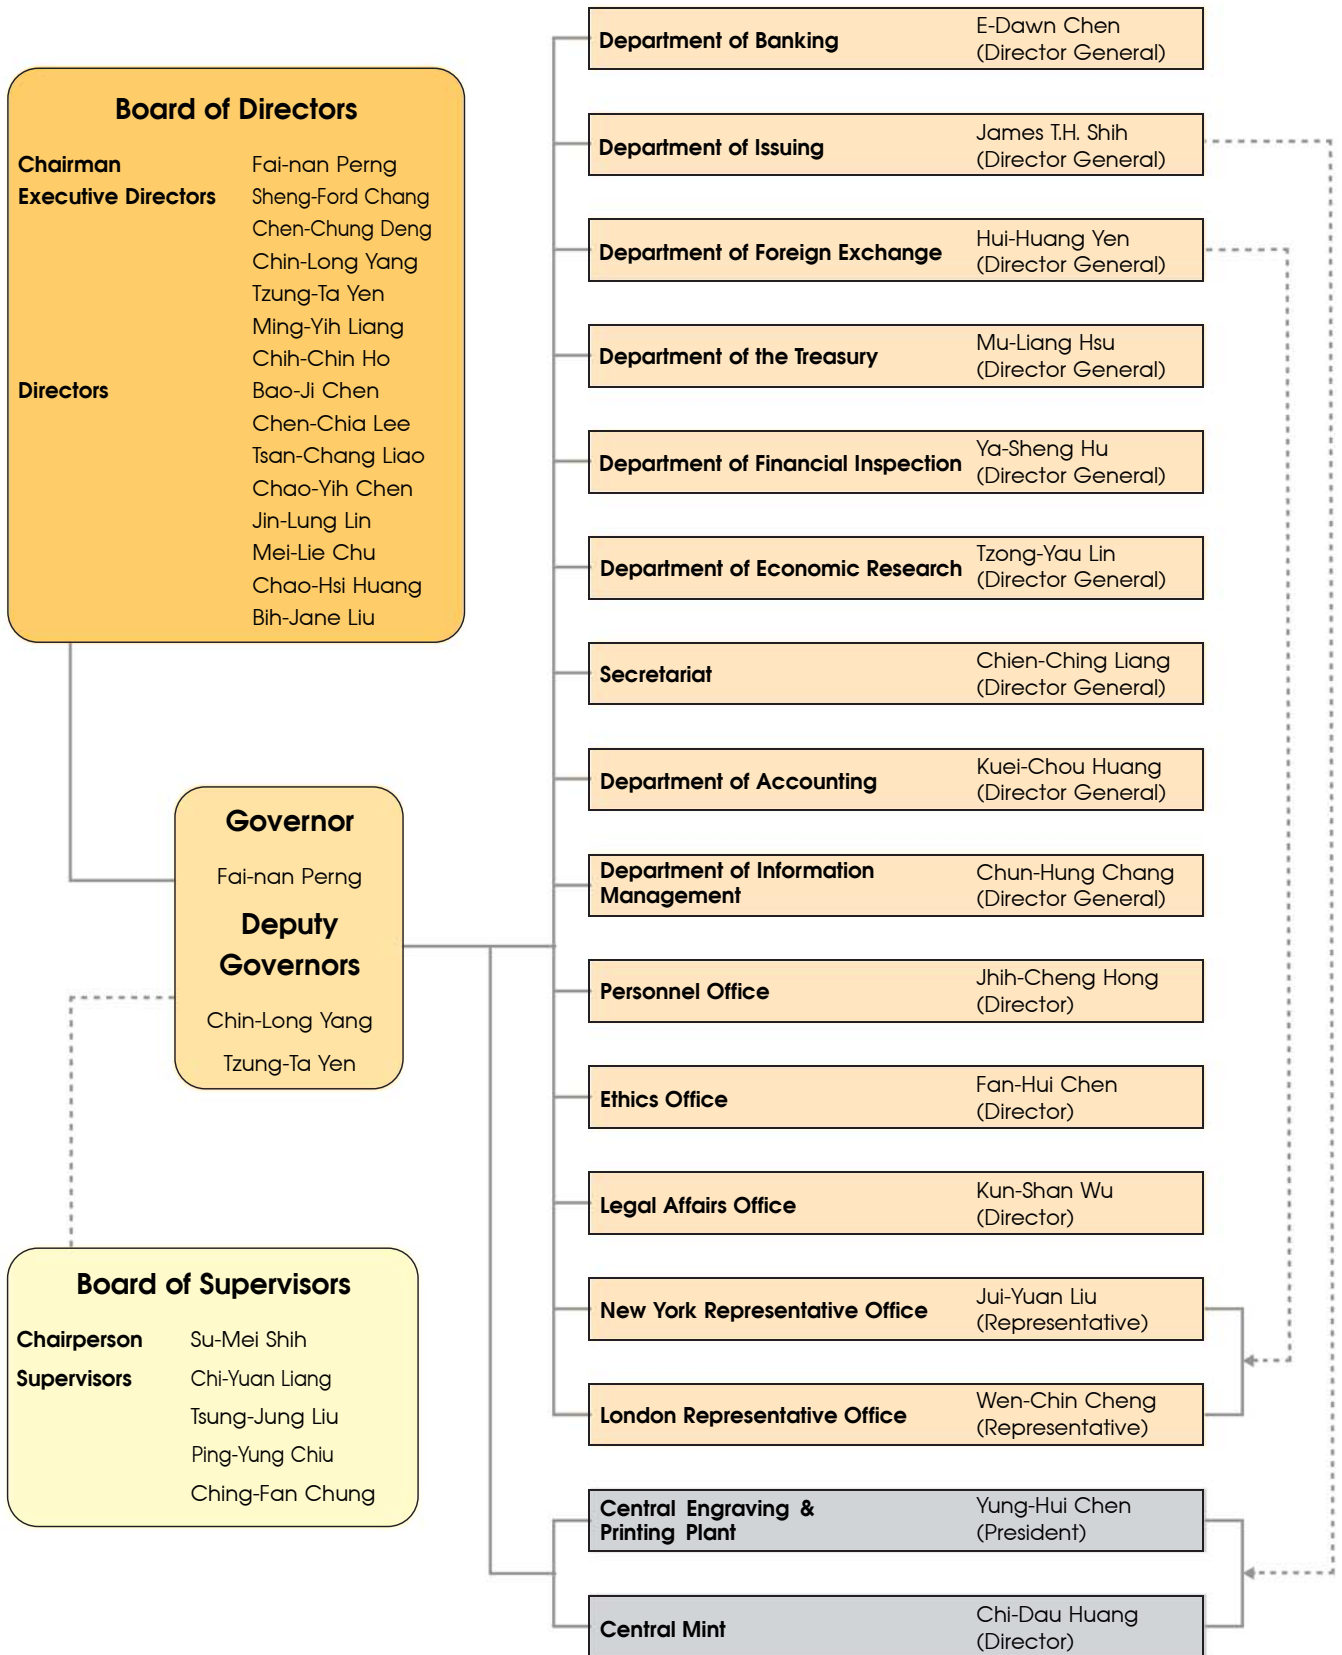 Board of Directors
Chairman Fai-nan Perng
Executive Directors Sheng-Ford Chang
Chen-Chung Deng
Chin-Long Yang
Tzung-Ta Yen
Ming-Yih Liang
Chih-Chin Ho
Directors Bao-Ji Chen
Chen-Chia Lee
Tsan-Chang Liao
Chao-Yih Chen
Jin-Lung Lin
Mei-Lie Chu
Chao-Hsi Huang
Bih-Jane Liu
Governor
Fai-nan Perng
Deputy
Governors
Chin-Long Yang
Tzung-Ta Yen
Board of Supervisors
Chairperson Su-Mei Shih
Supervisors Chi-Yuan Liang
Tsung-Jung Liu
Ping-Yung Chiu
Ching-Fan Chung
Department of Banking
E-Dawn Chen
(Director General)
Department of Issuing
James T.H. Shih
(Director General)
Department of Foreign Exchange
Hui-Huang Yen
(Director General)
Department of the Treasury
Mu-Liang Hsu
(Director General)
Department of Financial Inspection
Ya-Sheng Hu
(Director General)
Department of Economic Research
Tzong-Yau Lin
(Director General)
Secretariat
Chien-Ching Liang
(Director General)
Department of Accounting
Kuei-Chou Huang
(Director General)
Department of Information
Management
Chun-Hung Chang
(Director General)
Personnel Office
Jhih-Cheng Hong
(Director)
Ethics Office
Fan-Hui Chen
(Director)
Legal Affairs Office
Kun-Shan Wu
(Director)
New York Representative Office
Jui-Yuan Liu
(Representative)
London Representative Office
Wen-Chin Cheng
(Representative)
Central Engraving &
Printing Plant
Yung-Hui Chen
(President)
Central Mint
Chi-Dau Huang
(Director)